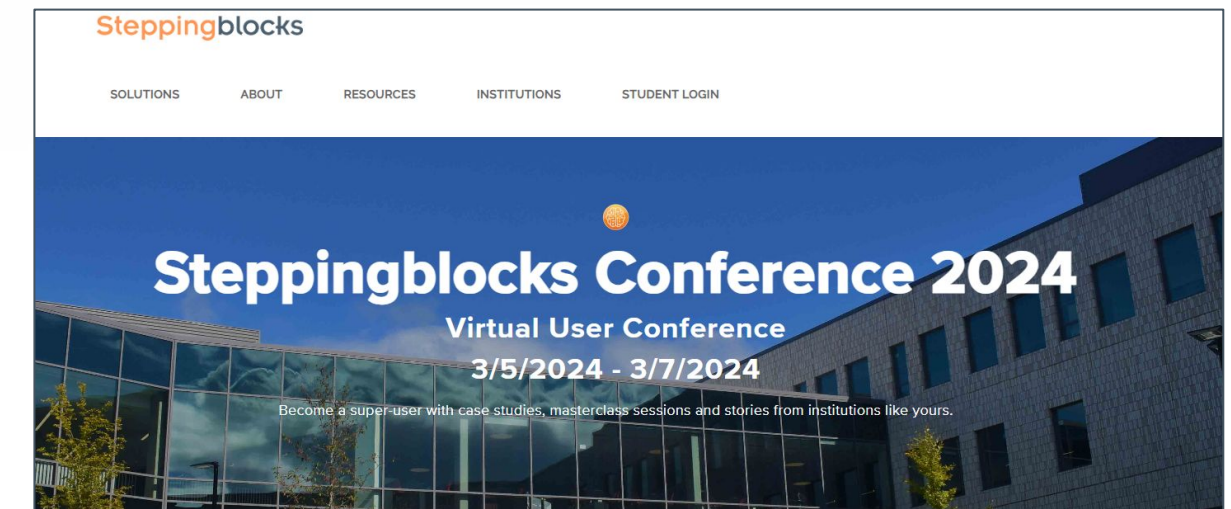 Steppingblocks
SOLUTIONS ABOUT RESOURCES INSTITUTIONS STUDENT LOGIN
Steppingblocks Conference 2024
Virtual User Conference
3/5/2024 - 3/7/2024
Become a super-user with case studies, masterclass sessions and stories from institutions like yours.